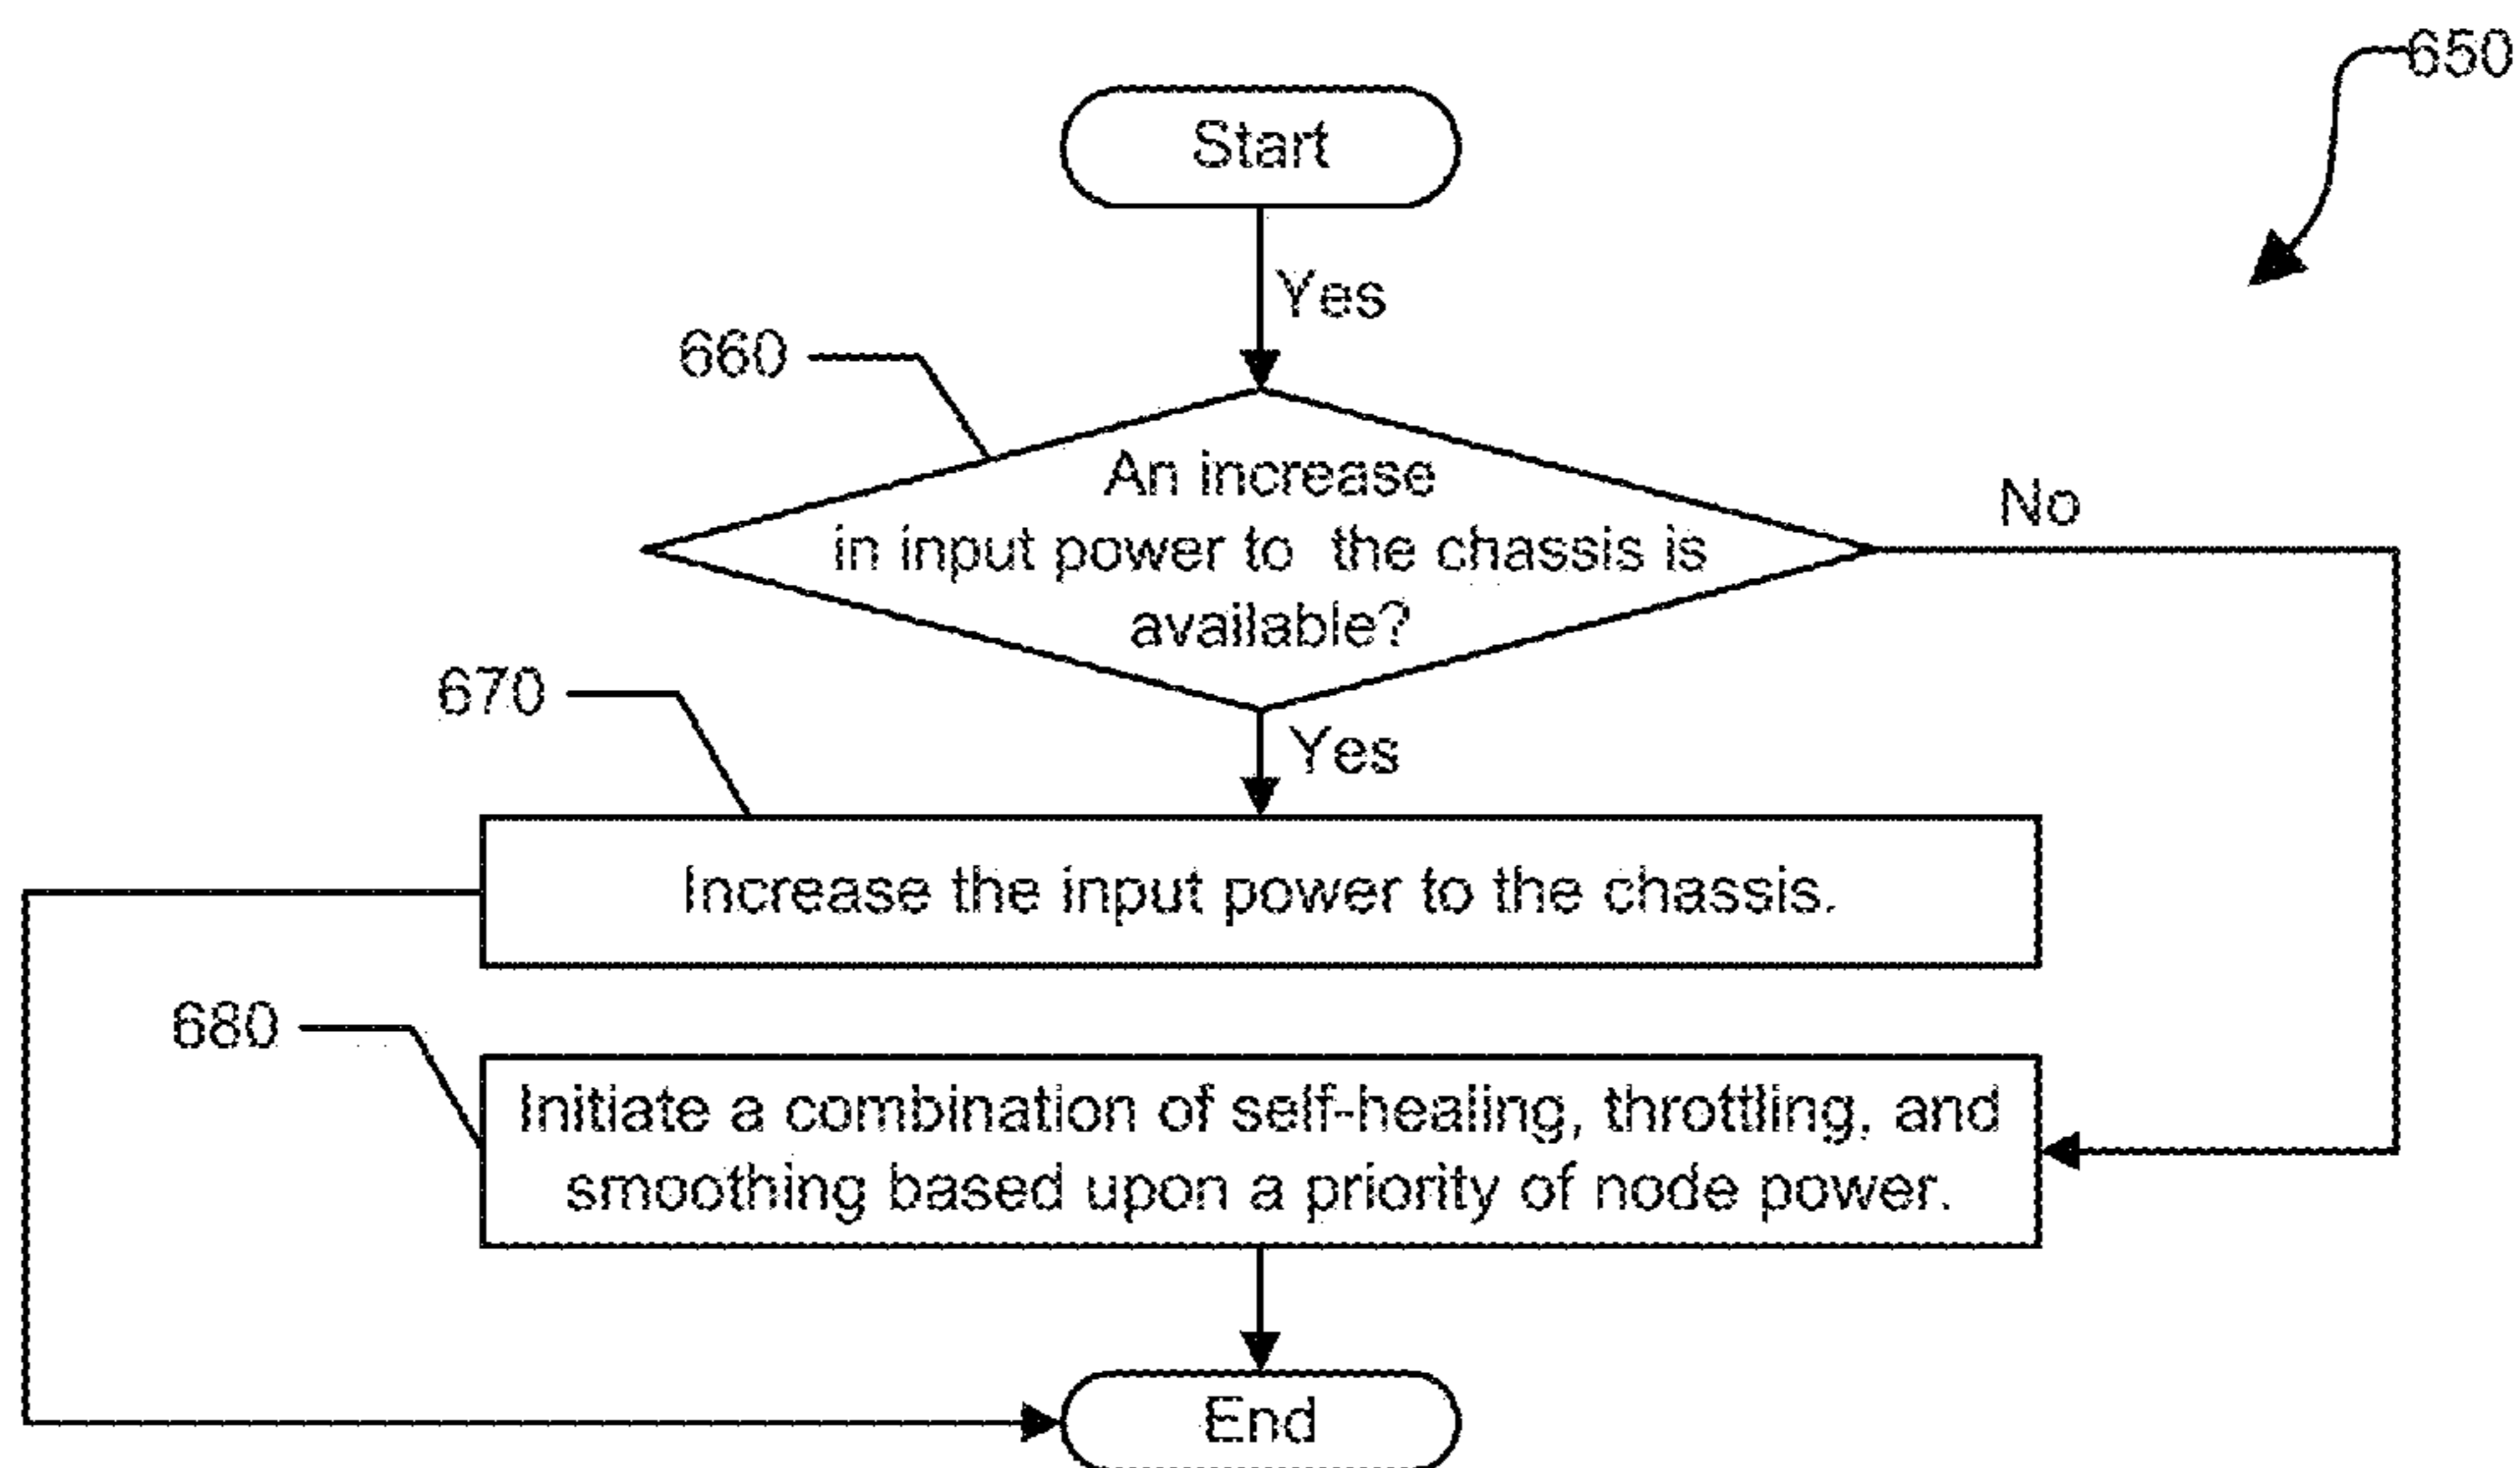 650
Start
Yes
660
An increase
in input power to the chassis is
available?
No
670
Yes
Increase the input power to the chassis.
680
Initiate a combination of self-healing, throttling, and
smoothing based upon a priority of node power.
End